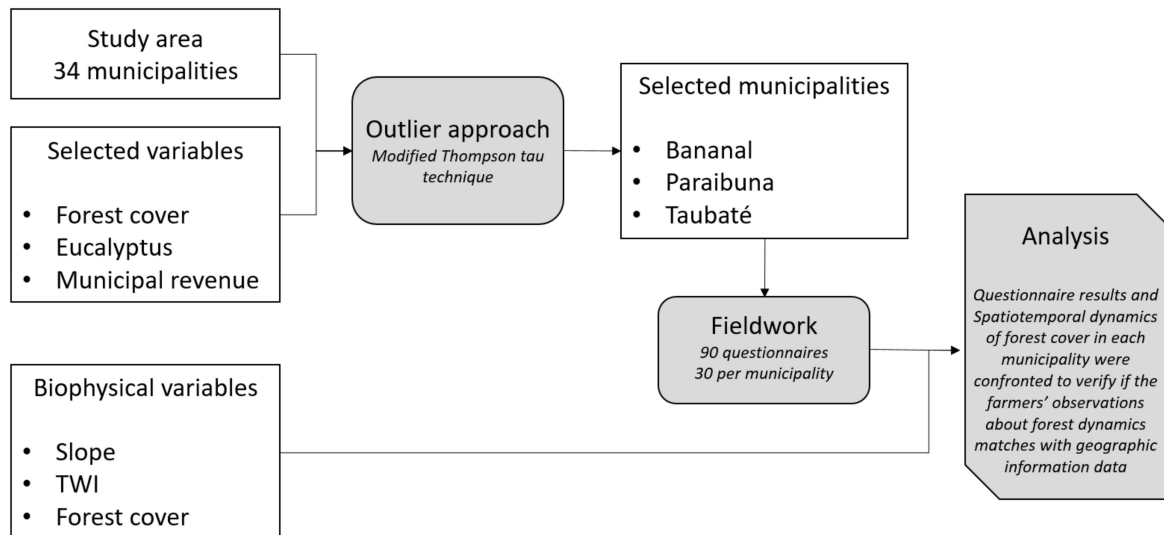 Study area
34 municipalities
Selected variables
• Forest cover
• Eucalyptus
• Municipal revenue
Biophysical variables
• Slope
• TWI
• Forest cover
Outlier approach
Modified Thompson tau
technique
Selected municipalities
• Bananal
• Paraibuna
• Taubaté
Fieldwork
90 questionnaires
30 per municipality
Analysis
Questionnaire results and
Spatiotemporal dynamics
of forest cover in each
municipality were
confronted to verify if the
farmers’ observations
about forest dynamics
matches with geographic
information data